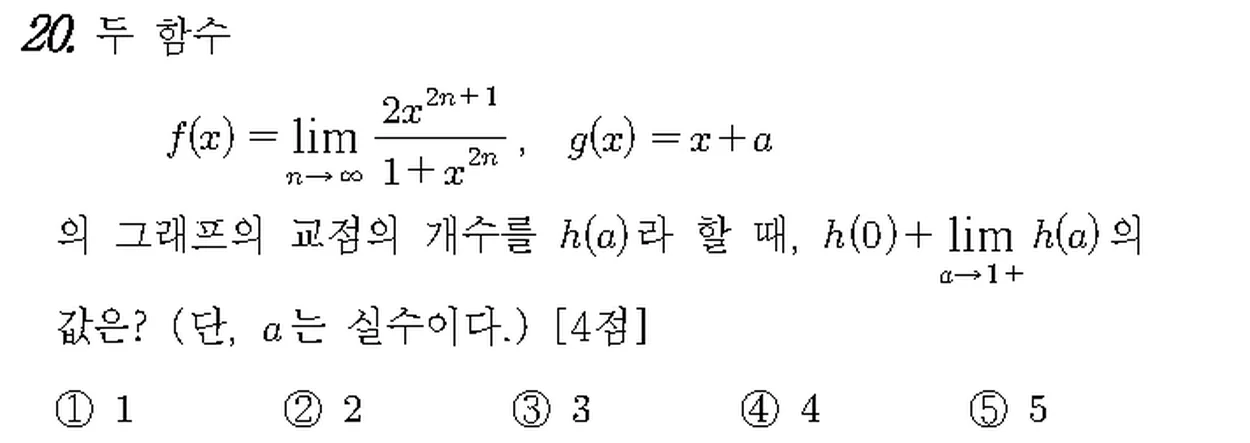 20. 두 함수
f(x) = lim_{n→∞} \frac{2x^{2n+1}}{1+x^{2n}}, g(x) = x+a
의 그래프의 교점의 개수를 h(a)라 할 때, h(0)+ lim_{a→1+} h(a)의
값은? (단, a는 실수이다.) [4점]
① 1 ② 2 ③ 3 ④ 4 ⑤ 5